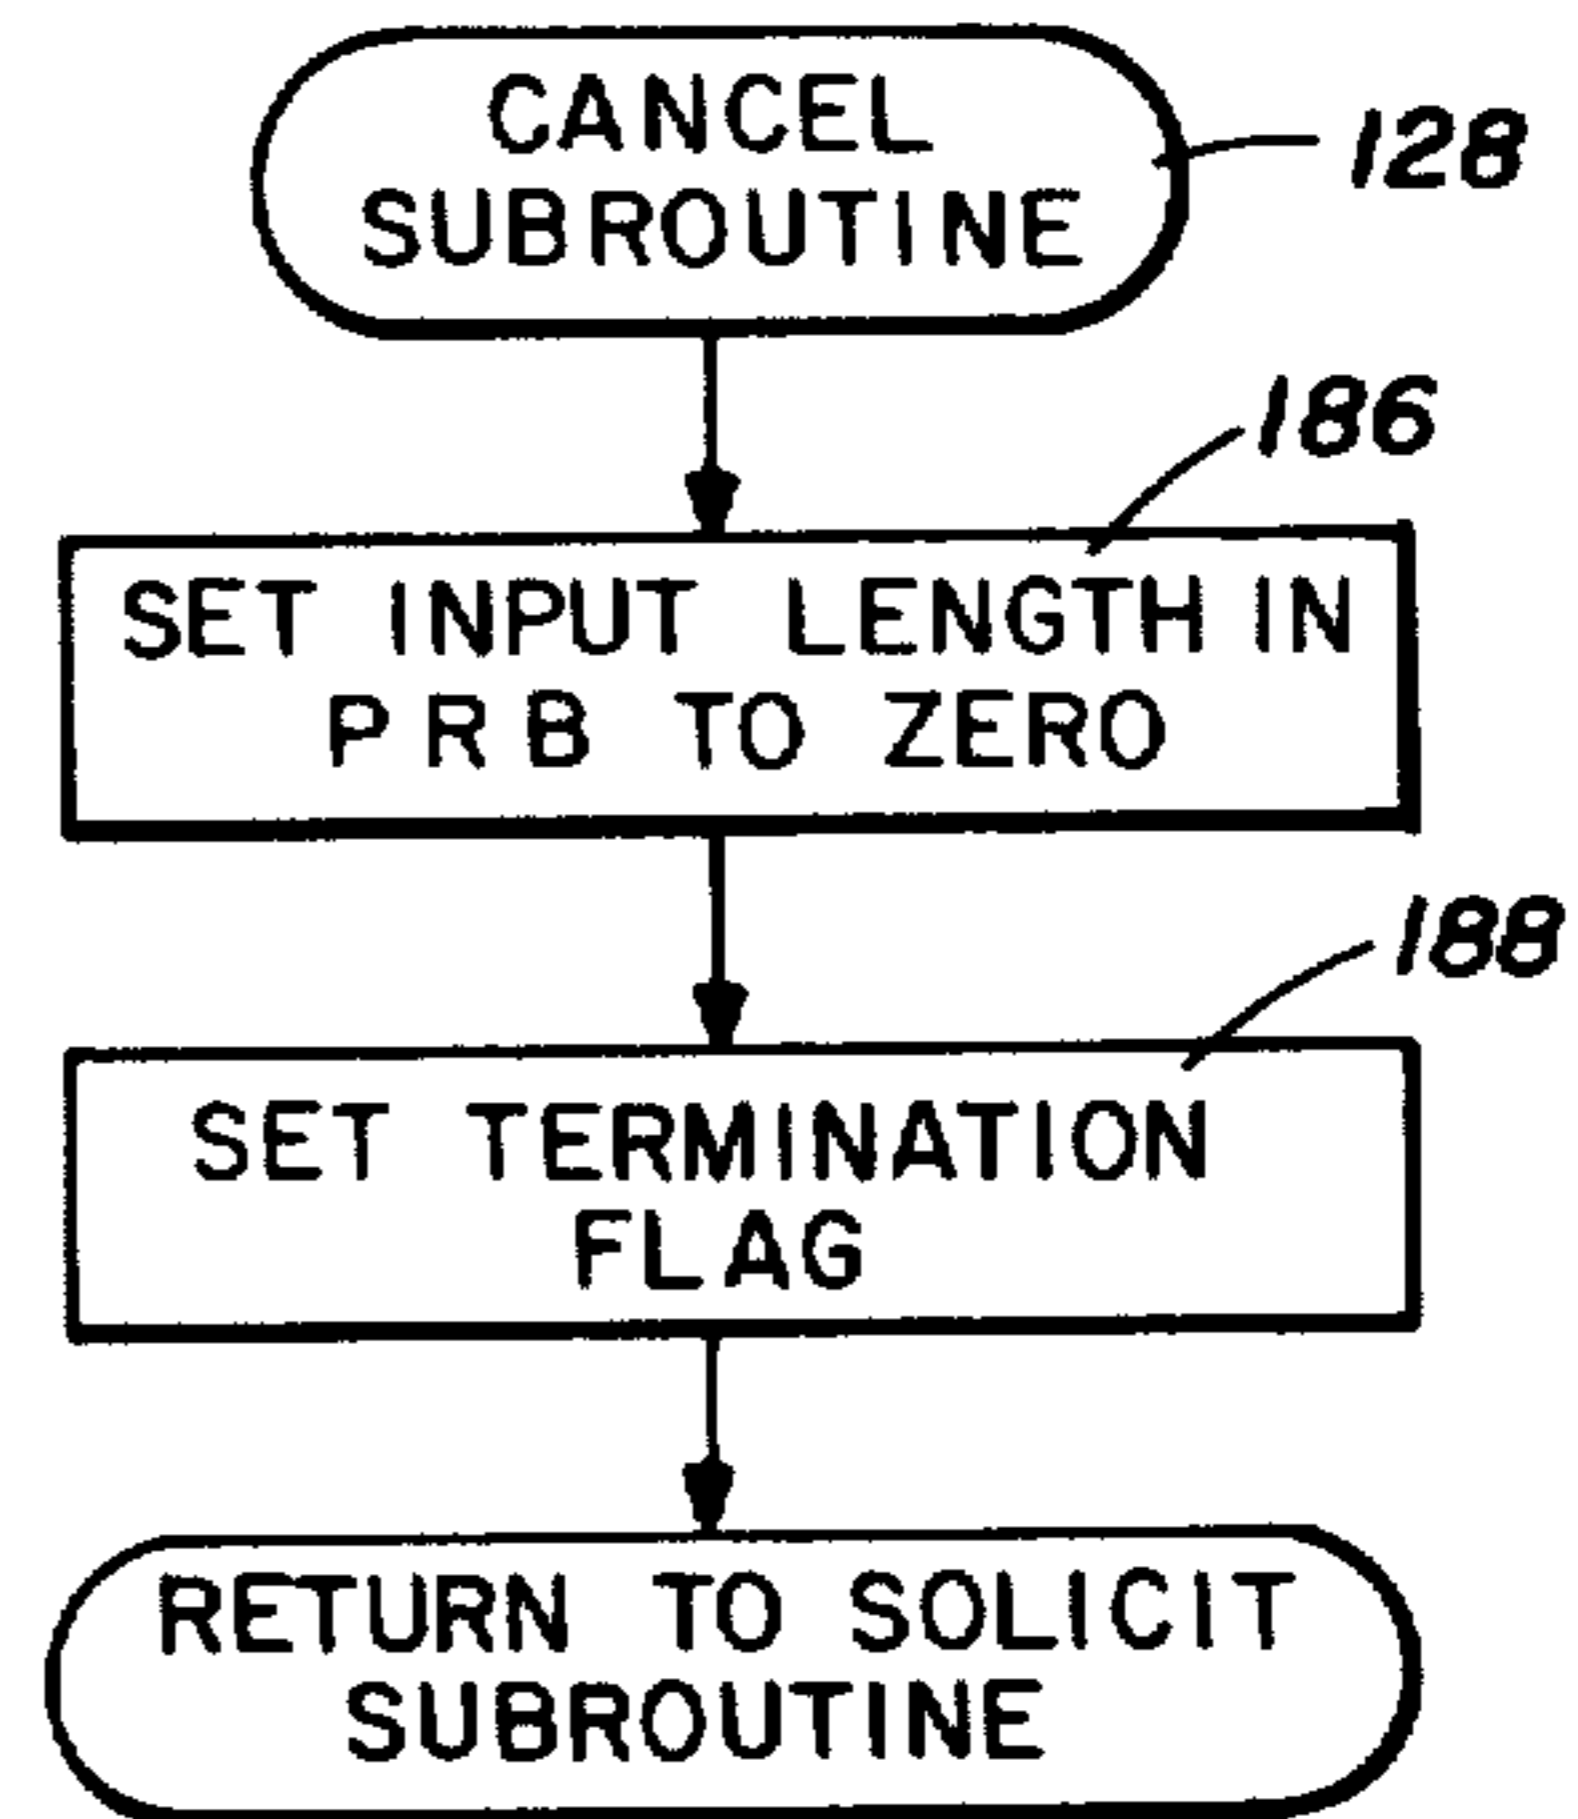 CANCEL
SUBROUTINE
128
186
SET INPUT LENGTH IN
PRB TO ZERO
188
SET TERMINATION
FLAG
RETURN TO SOLICIT
SUBROUTINE